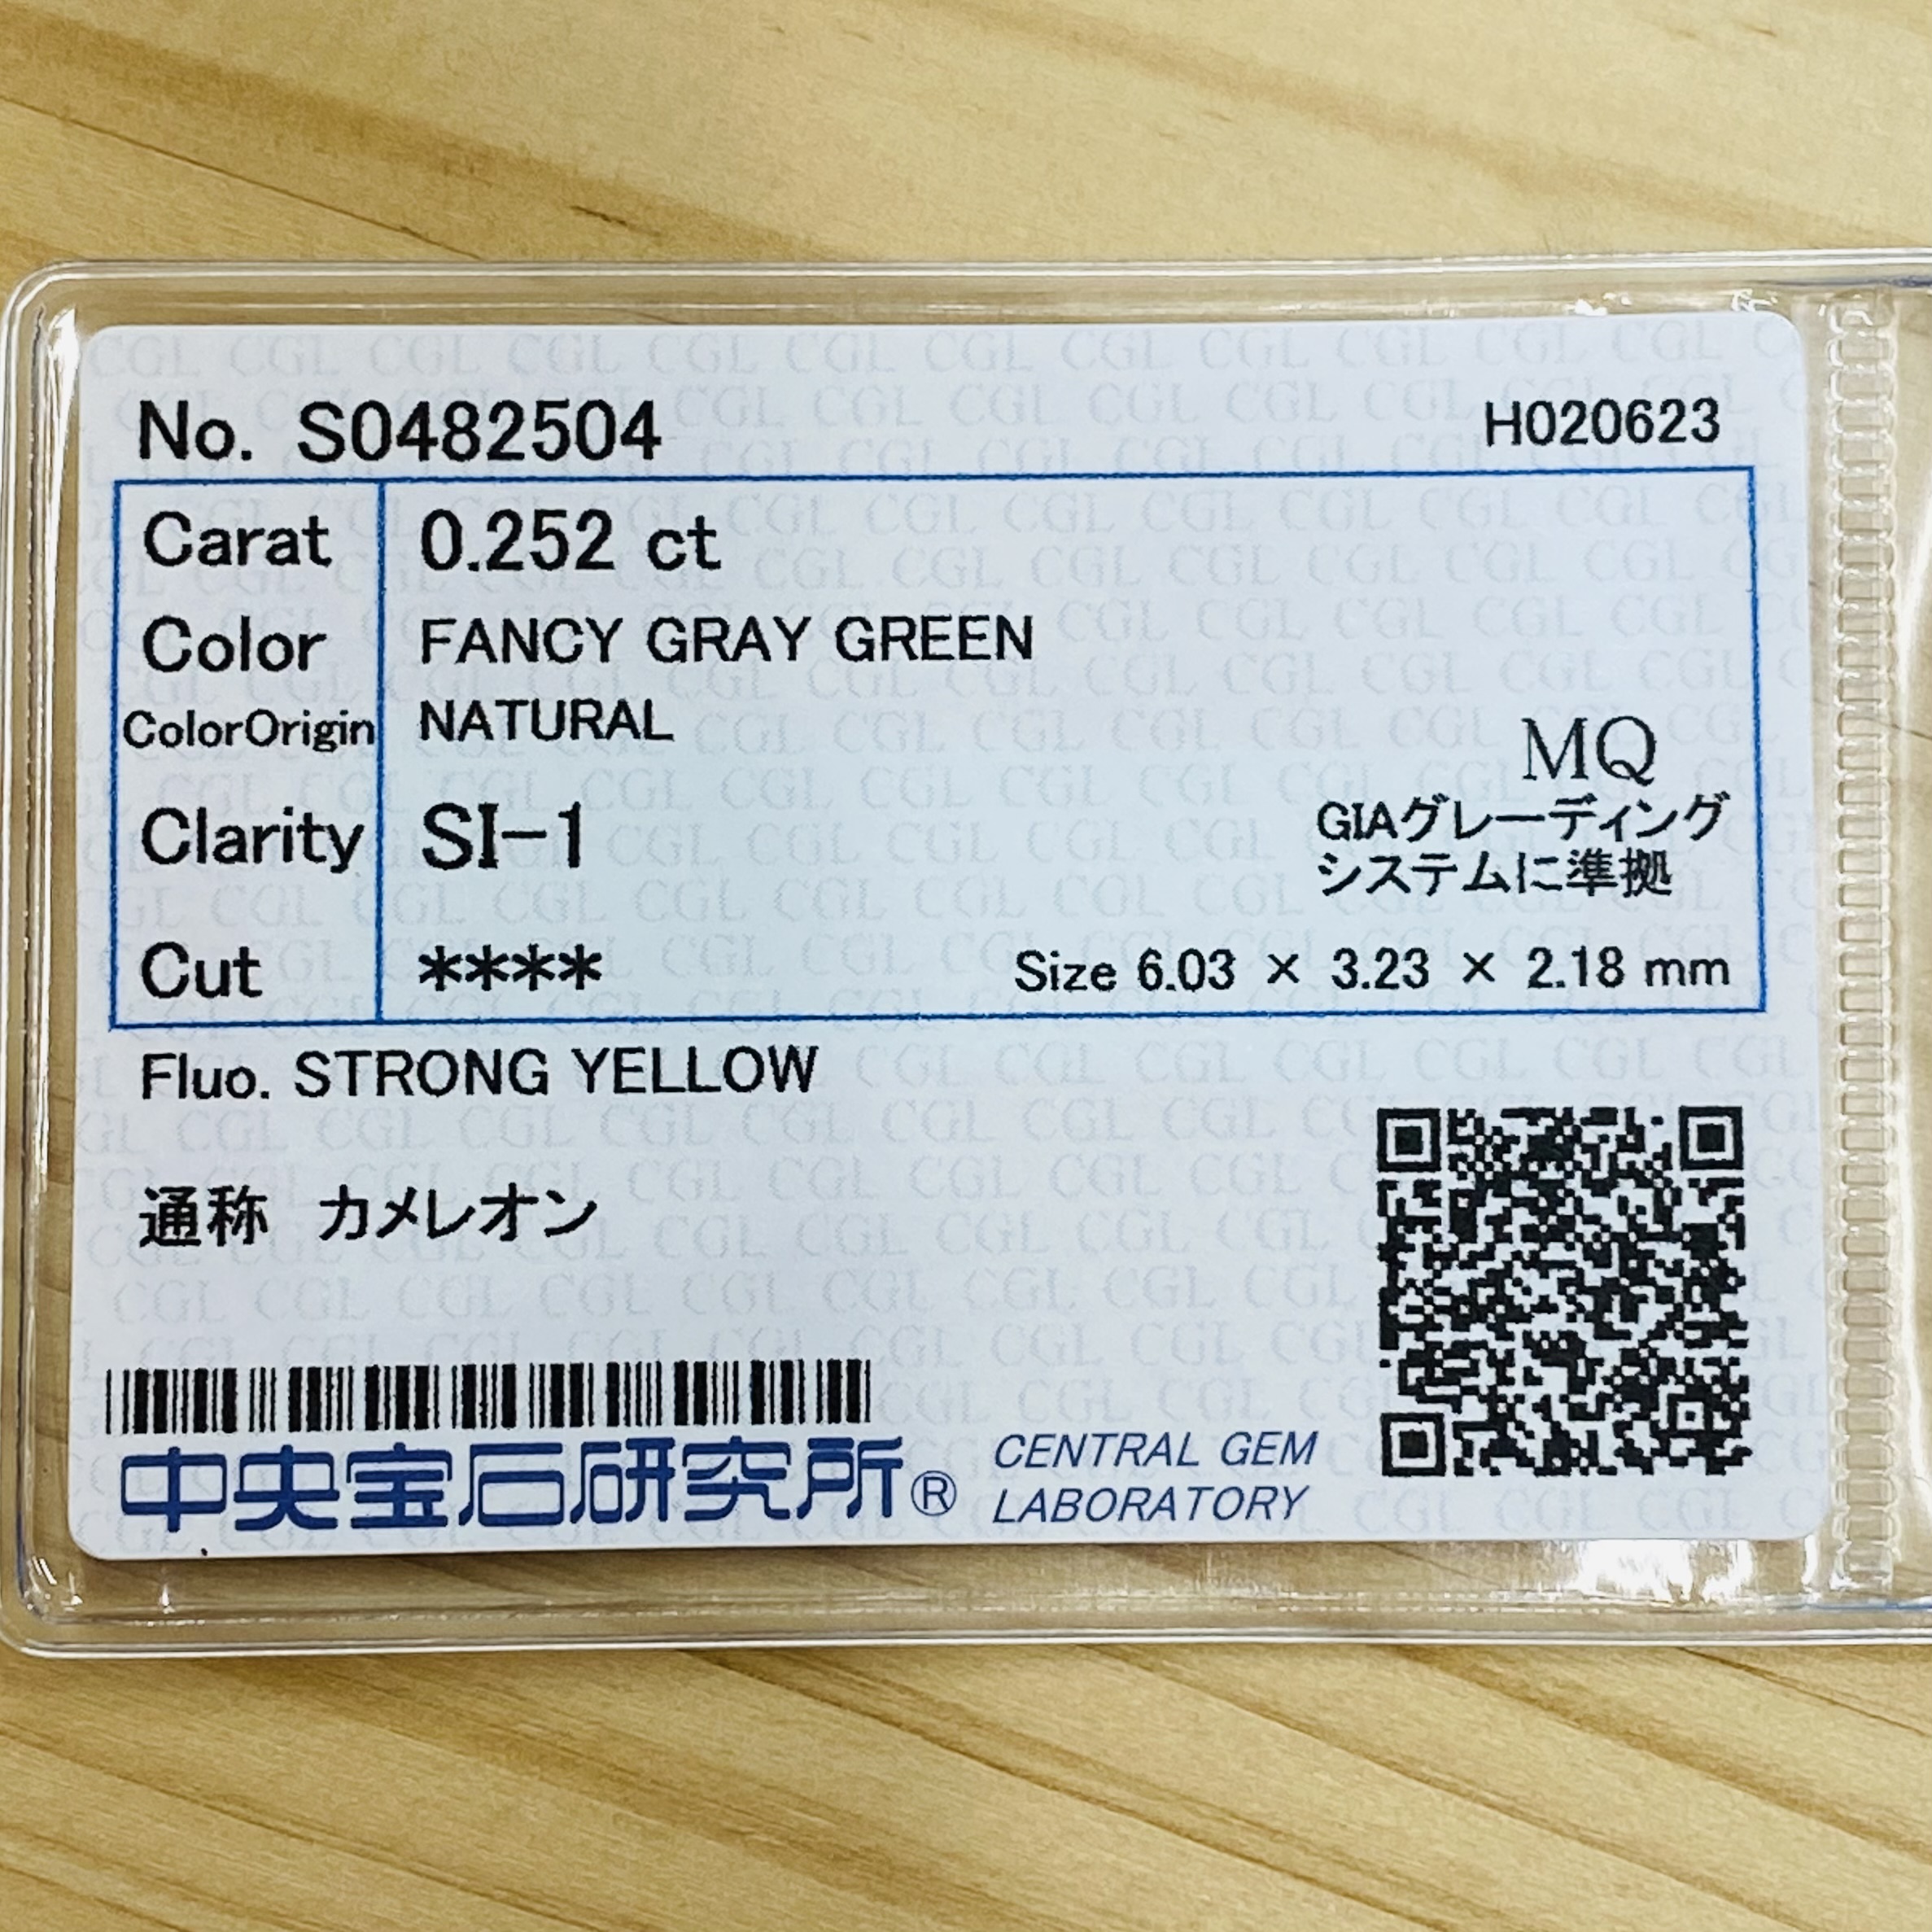 No. S0482504
H020623
Carat 0.252 ct
Color FANCY GRAY GREEN
ColorOrigin NATURAL
MQ
Clarity SI-1
GIAグレーディング
システムに準拠
Cut ****
Size 6.03 × 3.23 × 2.18 mm
Fluo. STRONG YELLOW
通称 カメレオン
中央宝石研究所®
CENTRAL GEM
LABORATORY